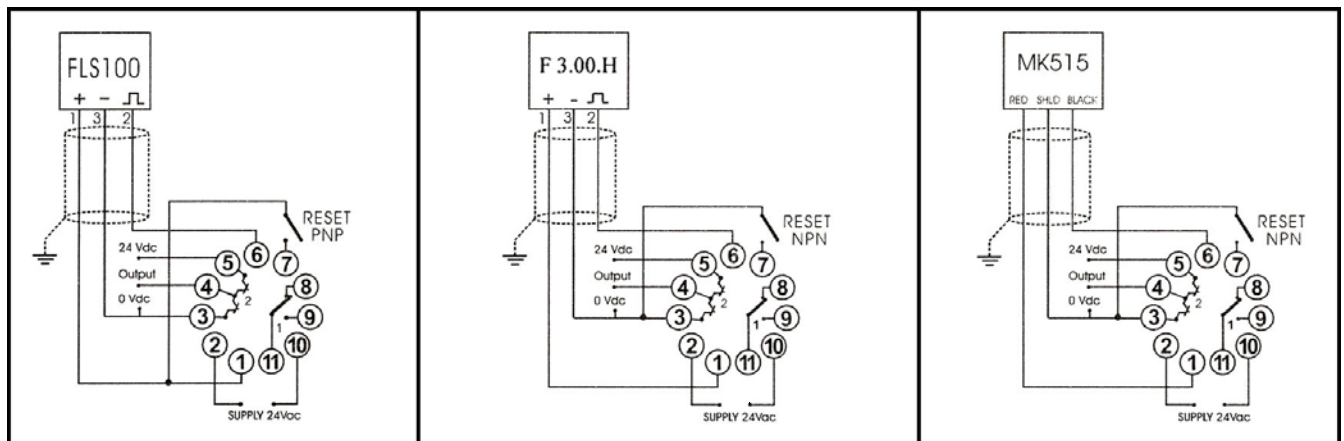 FLS100
+ −
1 3 2
RESET
PNP
24 Vdc
Output
0 Vdc
5 6 7
4 8
2
3 9
1
2 1 11 10
SUPPLY 24Vac
F 3.00.H
+ -
1 3 2
RESET
NPN
24 Vdc
Output
0 Vdc
5 6 7
4 8
2
3 9
1
2 1 11 10
SUPPLY 24Vac
MK515
RED SHLD BLACK
RESET
NPN
24 Vdc
Output
0 Vdc
5 6 7
4 8
2
3 9
1
2 1 11 10
SUPPLY 24Vac